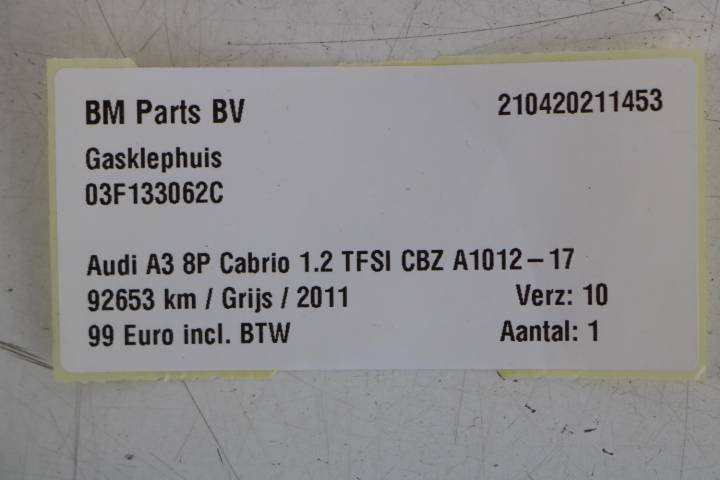 BM Parts BV 210420211453
Gasklephuis
03F133062C
Audi A3 8P Cabrio 1.2 TFSI CBZ A1012-17
92653 km / Grijs / 2011 Verz: 10
99 Euro incl. BTW Aantal: 1